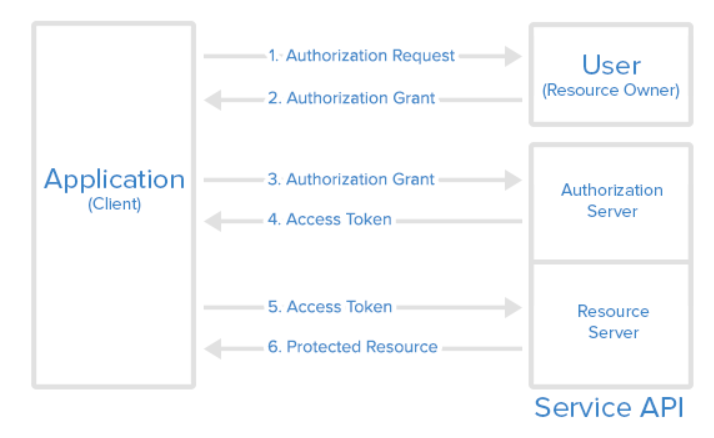 1. Authorization Request
User
(Resource Owner)
2. Authorization Grant
Application
(Client)
3. Authorization Grant
Authorization
Server
4. Access Token
5. Access Token
Resource
Server
6. Protected Resource
Service API